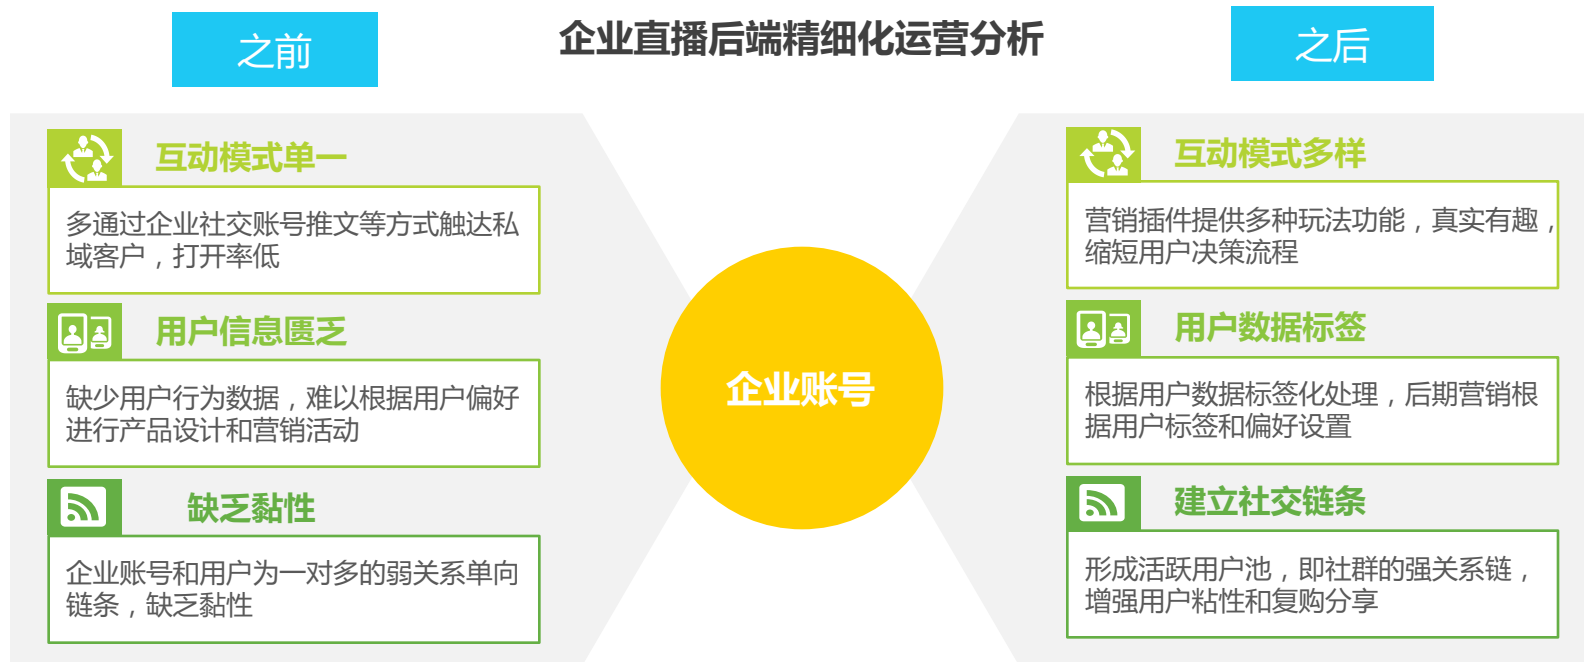 企业直播后端精细化运营分析
之前
互动模式单一
多通过企业社交账号推文等方式触达私
域客户，打开率低
用户信息匮乏
缺少用户行为数据，难以根据用户偏好
进行产品设计和营销活动
缺乏黏性
企业账号和用户为一对多的弱关系单向
链条，缺乏黏性
企业账号
之后
互动模式多样
营销插件提供多种玩法功能，真实有趣，
缩短用户决策流程
用户数据标签
根据用户数据标签化处理，后期营销根
据用户标签和偏好设置
建立社交链条
形成活跃用户池，即社群的强关系链，
增强用户粘性和复购分享